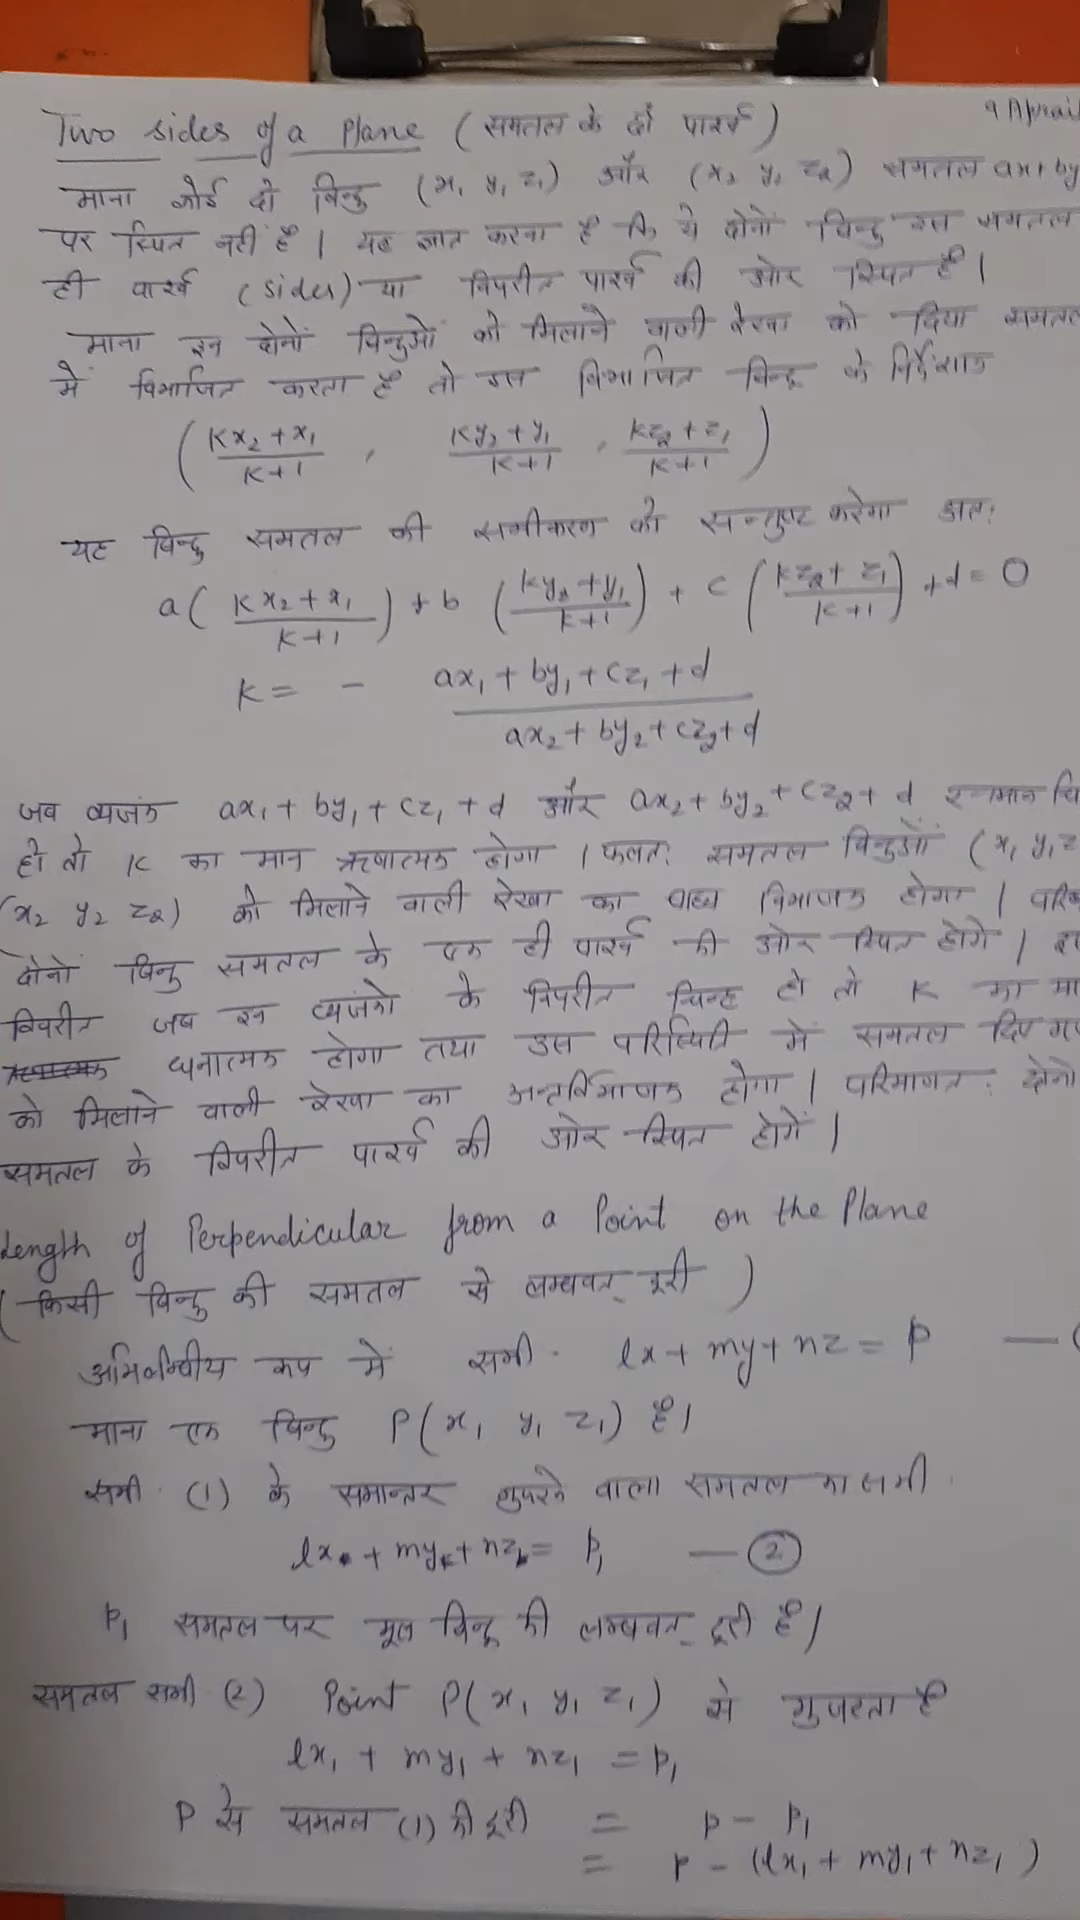 Two sides of a Plane (समतल के दो पार्श्व)
माना कोई दो बिन्दु (x₁ y₁ z₁) और (x₂ y₂ z₂) समतल ax+by
पर स्थित नहीं है। यह ज्ञात करना है कि ये दोनों बिन्दु इस समतल
ही पार्श्व (sides) या विपरीत पार्श्व की ओर स्थित है।
माना इन दोनों बिन्दुओं को मिलाने वाली रेखा को दिया समतल
में विभाजित करता है तो उस विभाजित बिन्दु के निर्देशांक
( (kx₂+x₁)/(k+1) , (ky₂+y₁)/(k+1) , (kz₂+z₁)/(k+1) )
यह बिन्दु समतल की समीकरण को सन्तुष्ट करेगा अतः
a( (kx₂+x₁)/(k+1) ) + b ( (ky₂+y₁)/(k+1) ) + c ( (kz₂+z₁)/(k+1) ) + d = 0
k = - (ax₁+by₁+cz₁+d)/(ax₂+by₂+cz₂+d)
जब व्यजंक ax₁+by₁+cz₁+d और ax₂+by₂+cz₂+d समान
हो तो k का मान ऋणात्मक होगा। फलतः समतल बिन्दुओं (x₁ y₁ z
(x₂ y₂ z₂) को मिलाने वाली रेखा का बाह्य विभाजक होगा।
दोनों बिन्दु समतल के एक ही पार्श्व की ओर स्थित होगे।
विपरीत जब इन व्यजंको के विपरीत चिन्ह हो तो k का मा
धनात्मक होगा तथा उस परिस्थिति में समतल दिए गए
को मिलाने वाली रेखा का अन्तर्विभाजक होगा। परिणामतः दोनो
समतल के विपरीत पार्श्व की ओर स्थित होगें।
Length of Perpendicular from a Point on the Plane
(किसी बिन्दु की समतल से लम्बवत् दूरी)
अभिलम्बीय रूप में समी. lx + my + nz = p — (
माना एक बिन्दु P(x₁ y₁ z₁) है।
समी. (1) के समान्तर गुजरने वाला समतल का समी.
lx + my + nz = p₁ — (2)
p₁ समतल पर मूल बिन्दु की लम्बवत् दूरी है।
समतल समी (2) Point P(x₁ y₁ z₁) से गुजरता है
lx₁ + my₁ + nz₁ = p₁
P से समतल (1) की दूरी = p - p₁
= p - (lx₁ + my₁ + nz₁)